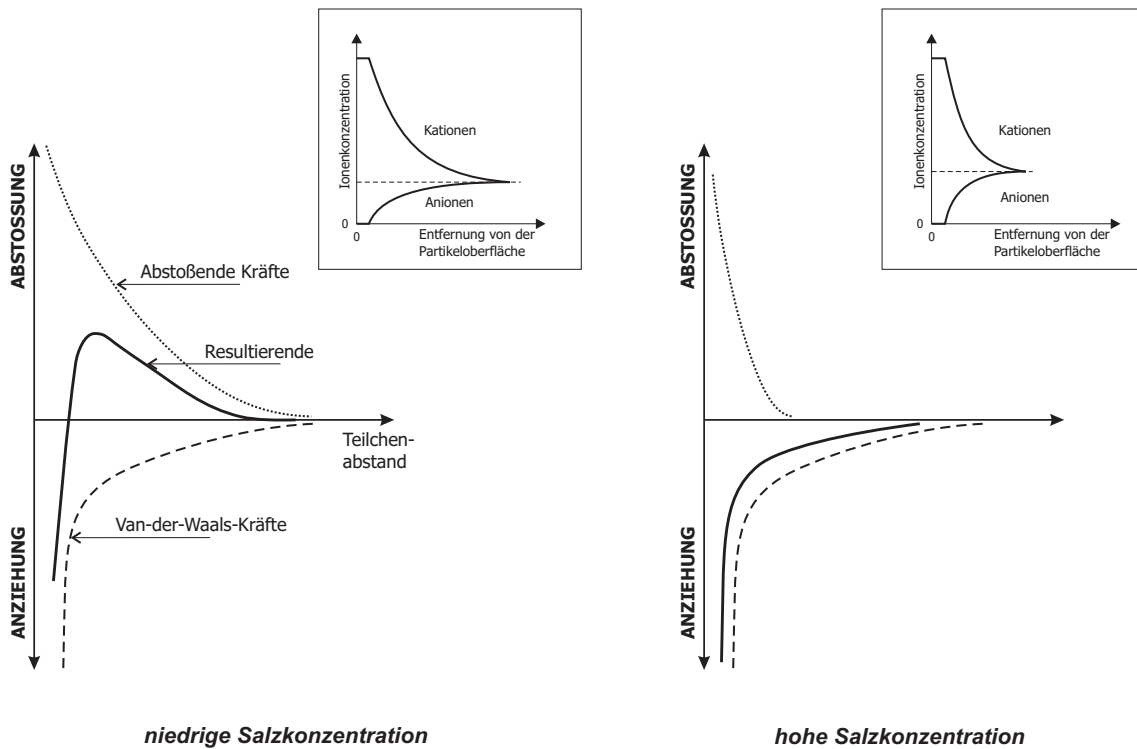 Ionenkonzentration
Kationen
Anionen
0
0
Entfernung von der
Partikeloberfläche
ABSTOSSUNG
Abstoßende Kräfte
Resultierende
Teilchen-
abstand
Van-der-Waals-Kräfte
ANZIEHUNG
niedrige Salzkonzentration
Ionenkonzentration
Kationen
Anionen
0
0
Entfernung von der
Partikeloberfläche
ABSTOSSUNG
ANZIEHUNG
hohe Salzkonzentration